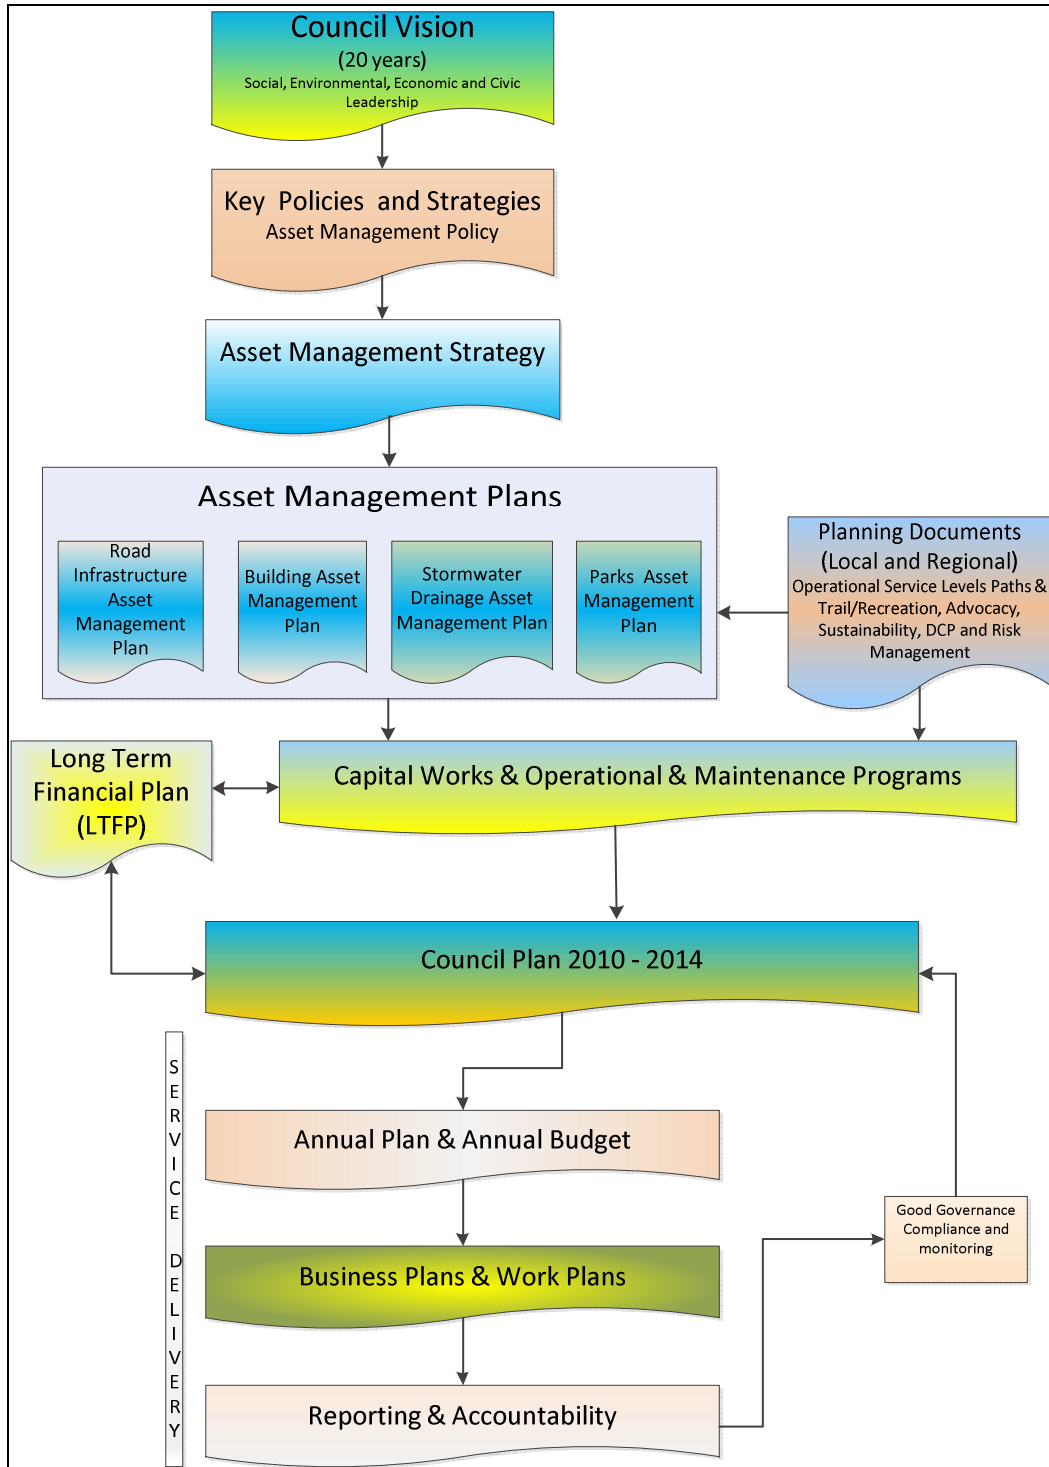 Council Vision
(20 years)
Social, Environmental, Economic and Civic
Leadership
Key Policies and Strategies
Asset Management Policy
Asset Management Strategy
Asset Management Plans
Road
Infrastructure
Asset
Management
Plan
Building Asset
Management
Plan
Stormwater
Drainage Asset
Management Plan
Parks Asset
Management
Plan
Planning Documents
(Local and Regional)
Operational Service Levels Paths &
Trail/Recreation, Advocacy,
Sustainability, DCP and Risk
Management
Long Term
Financial Plan
(LTFP)
Capital Works & Operational & Maintenance Programs
Council Plan 2010 - 2014
SERVICE DELIVERY
Annual Plan & Annual Budget
Good Governance
Compliance and
monitoring
Business Plans & Work Plans
Reporting & Accountability